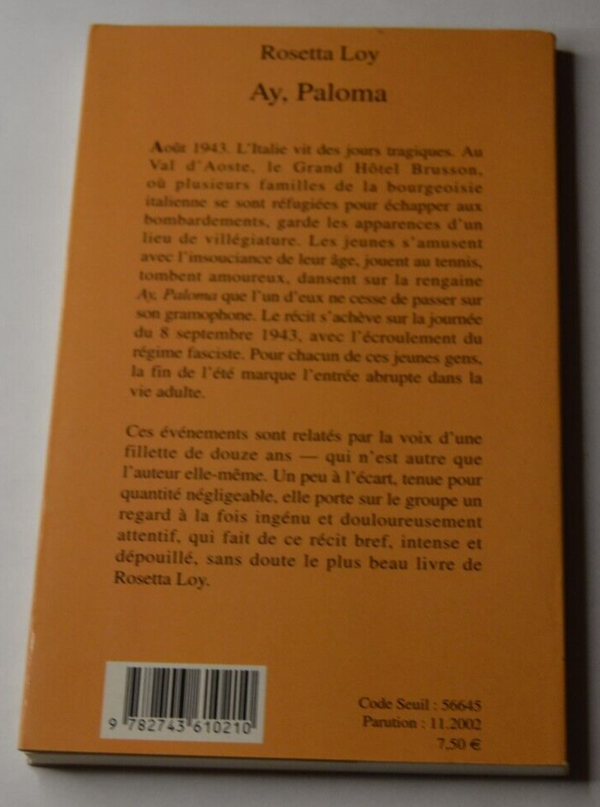 Rosetta Loy
Ay, Paloma
Août 1943. L'Italie vit des jours tragiques. Au
Val d'Aoste, le Grand Hôtel Brusson,
où plusieurs familles de la bourgeoisie
italienne se sont réfugiées pour échapper aux
bombardements, garde les apparences d'un
lieu de villégiature. Les jeunes s'amusent
avec l'insouciance de leur âge, jouent au tennis,
tombent amoureux, dansent sur la rengaine
Ay, Paloma que l'un d'eux ne cesse de passer sur
son gramophone. Le récit s'achève sur la journée
du 8 septembre 1943, avec l'écroulement du
régime fasciste. Pour chacun de ces jeunes gens,
la fin de l'été marque l'entrée abrupte dans la
vie adulte.
Ces événements sont relatés par la voix d'une
fillette de douze ans — qui n'est autre que
l'auteur elle-même. Un peu à l'écart, tenue pour
quantité négligeable, elle porte sur le groupe un
regard à la fois ingénu et douloureusement
attentif, qui fait de ce récit bref, intense et
dépouillé, sans doute le plus beau livre de
Rosetta Loy.
9 782743 610210
Code Seuil : 56645
Parution : 11.2002
7,50 €